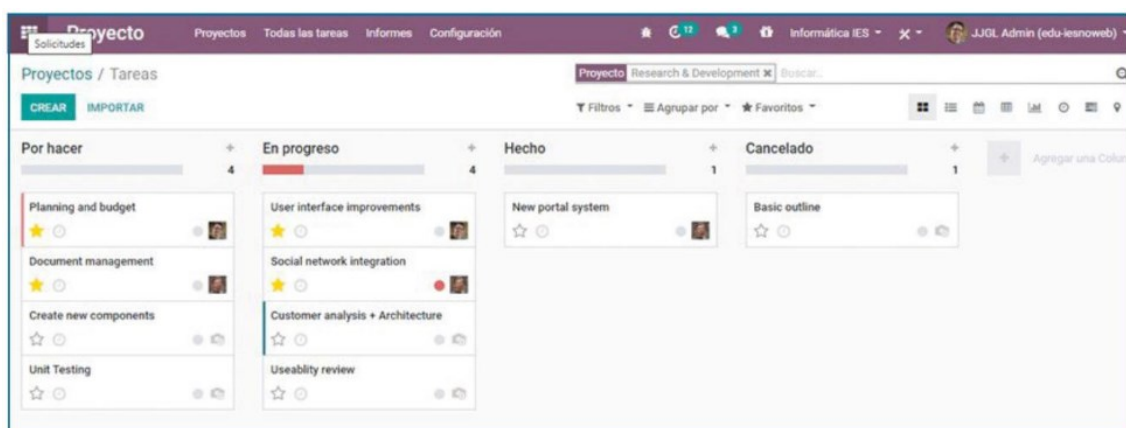 Proyecto Proyectos Todas las tareas Informes Configuración 12 3 Informática IES JJGL Admin (edu-iesnoweb)
Solicitudes
Proyectos / Tareas Proyecto Research & Development Buscar...
CREAR IMPORTAR Filtros Agrupar por Favoritos
Por hacer En progreso Hecho Cancelado Agregar una Colum
4 4 1 1
Planning and budget User interface improvements New portal system Basic outline
Document management Social network integration
Create new components Customer analysis + Architecture
Unit Testing Useablity review